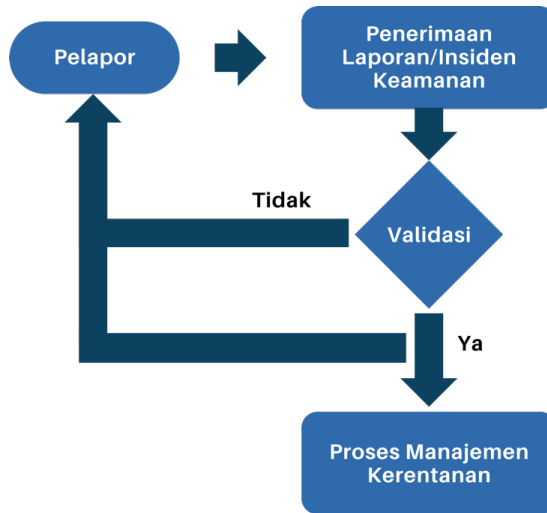 Pelapor
Penerimaan
Laporan/Insiden
Keamanan
Tidak
Validasi
Ya
Proses Manajemen
Kerentanan